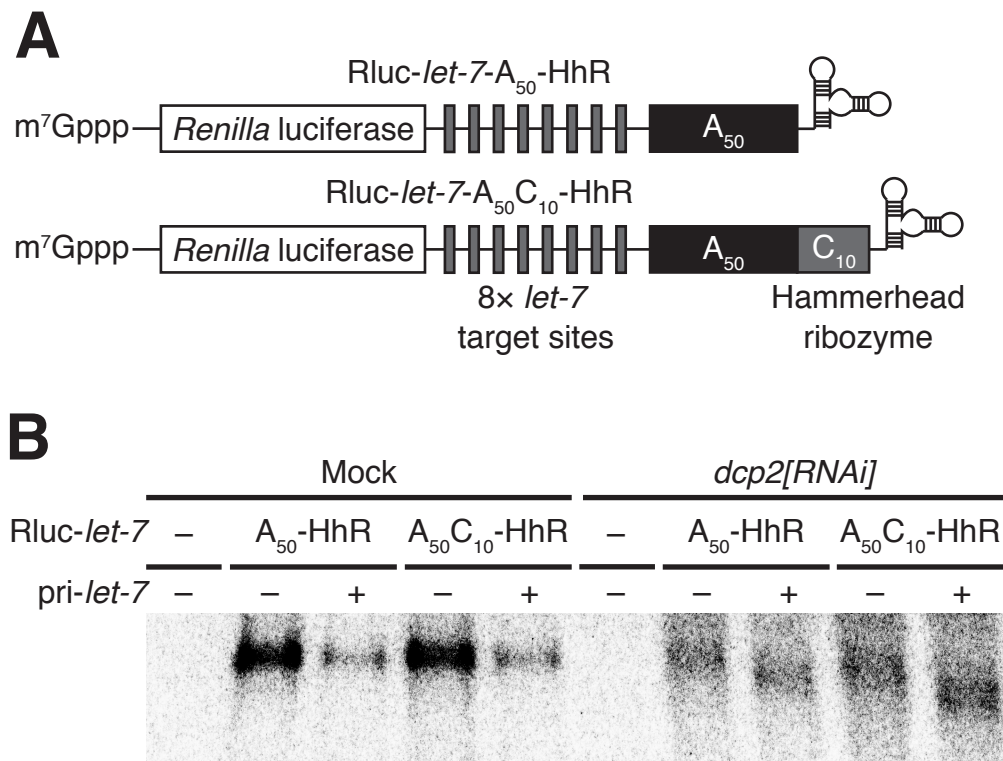 A
Rluc-let-7-A50-HhR
m7Gppp Renilla luciferase A50
Rluc-let-7-A50C10-HhR
m7Gppp Renilla luciferase A50 C10
8× let-7 Hammerhead
target sites ribozyme
B
Mock dcp2[RNAi]
Rluc-let-7 – A50-HhR A50C10-HhR – A50-HhR A50C10-HhR
pri-let-7 – – + – + – – + – +